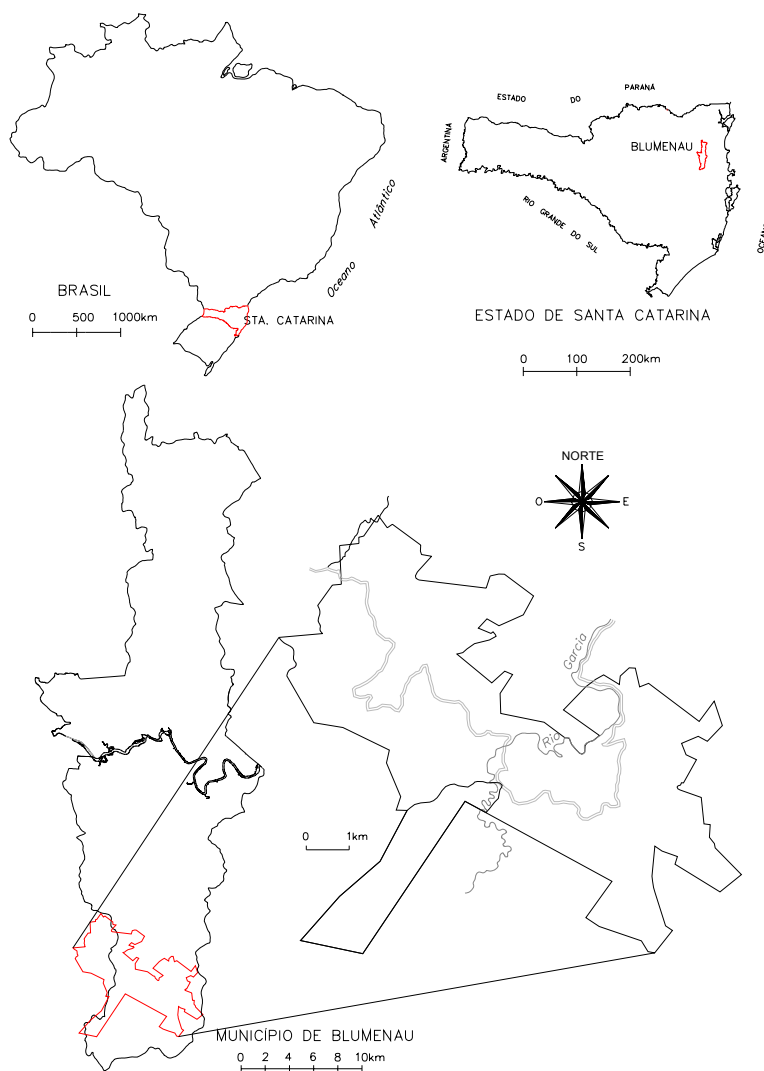 ESTADO DO PARANÁ
ARGENTINA
BLUMENAU
RIO GRANDE DO SUL
Oceano Atlântico
BRASIL
0 500 1000km
STA. CATARINA
ESTADO DE SANTA CATARINA
0 100 200km
NORTE
O E
S
Rio Garcia
0 1km
MUNICÍPIO DE BLUMENAU
0 2 4 6 8 10km